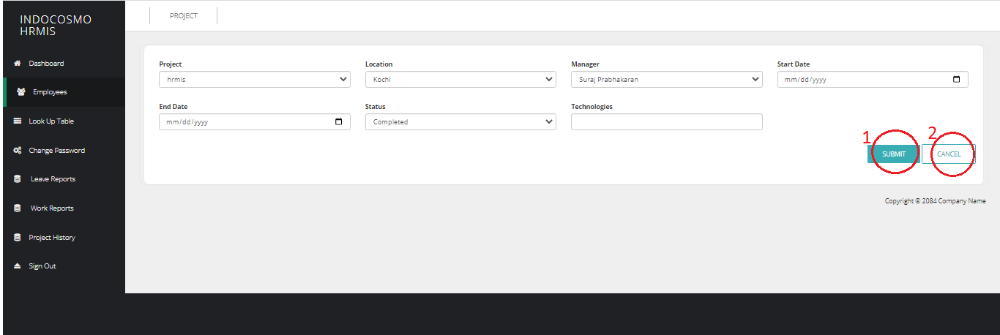 INDOCOSMO
HRMIS
PROJECT
Dashboard
Employees
Look Up Table
Change Password
Leave Reports
Work Reports
Project History
Sign Out
Project Location Manager Start Date
hrmis Kochi Suraj Prabhakaran mm/dd/yyyy
End Date Status Technologies
mm/dd/yyyy Completed
1 2
SUBMIT CANCEL
Copyright © 2084 Company Name